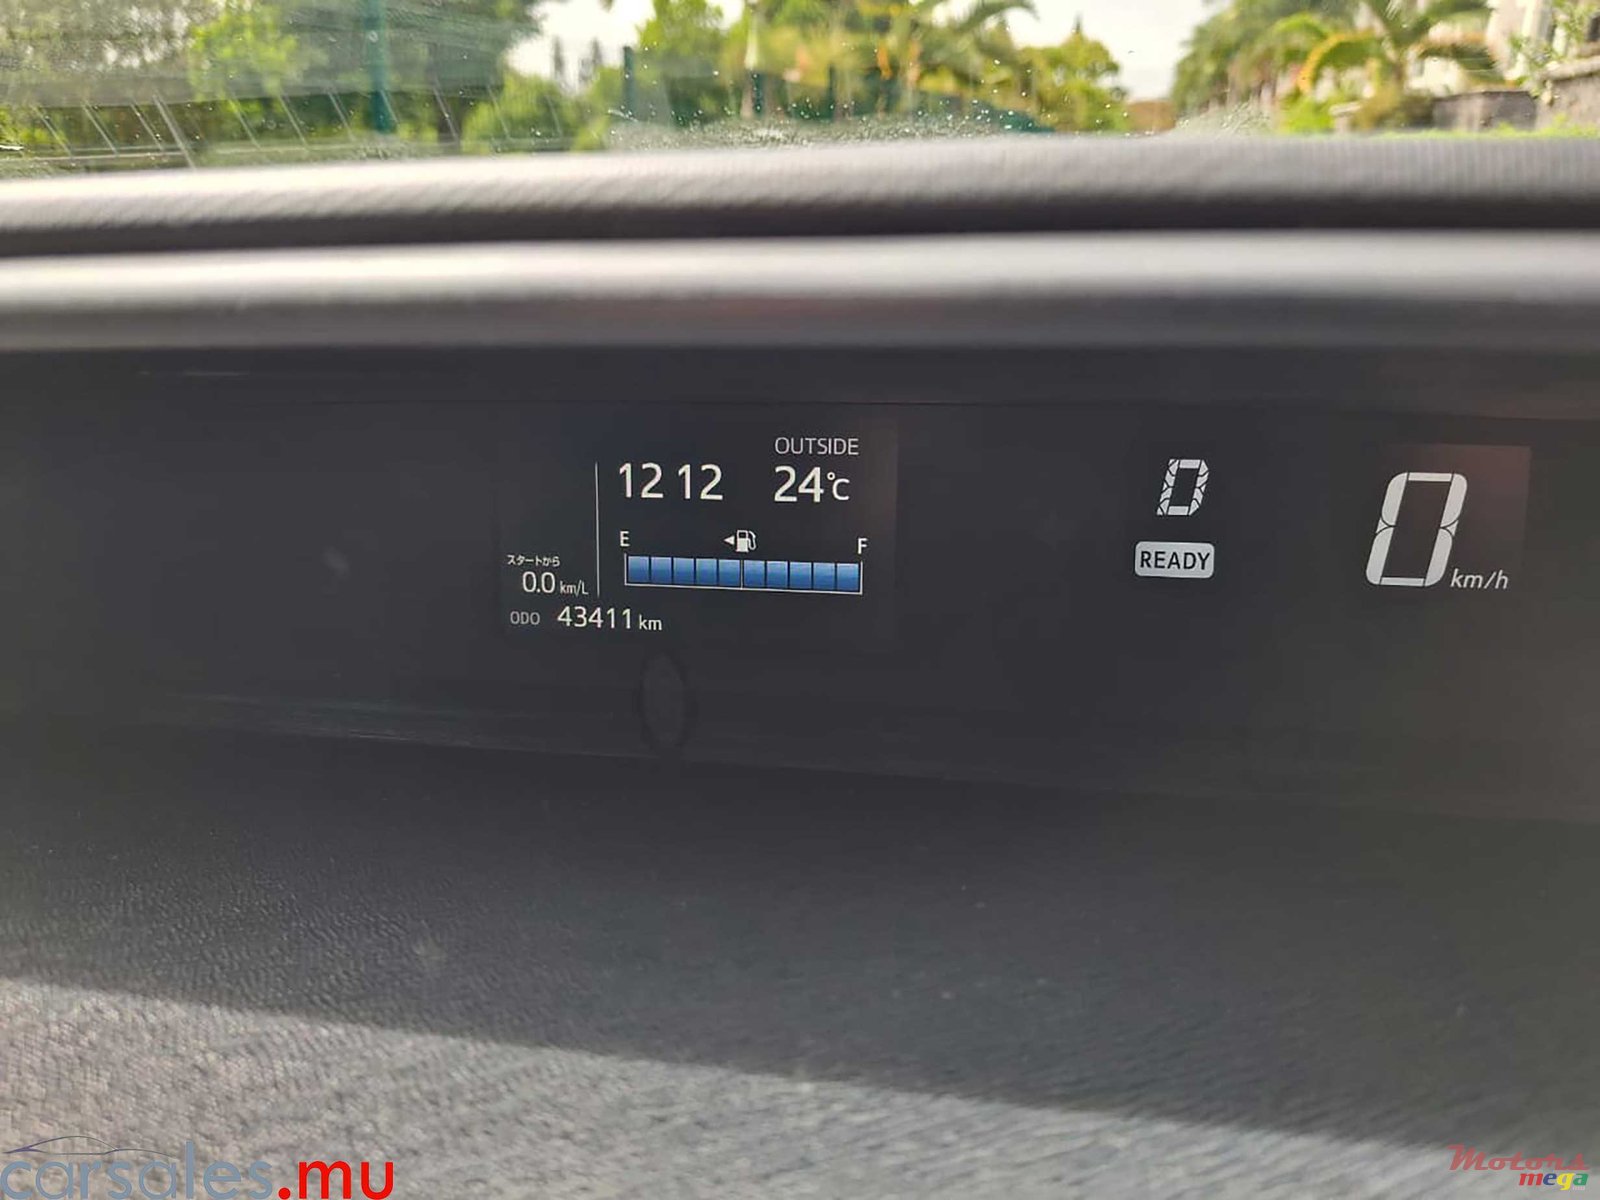 OUTSIDE
12 12 24°C
E F
スタートから
0.0 km/L
ODO 43411 km
D
READY
0 km/h
carsales.mu
Motors
mega